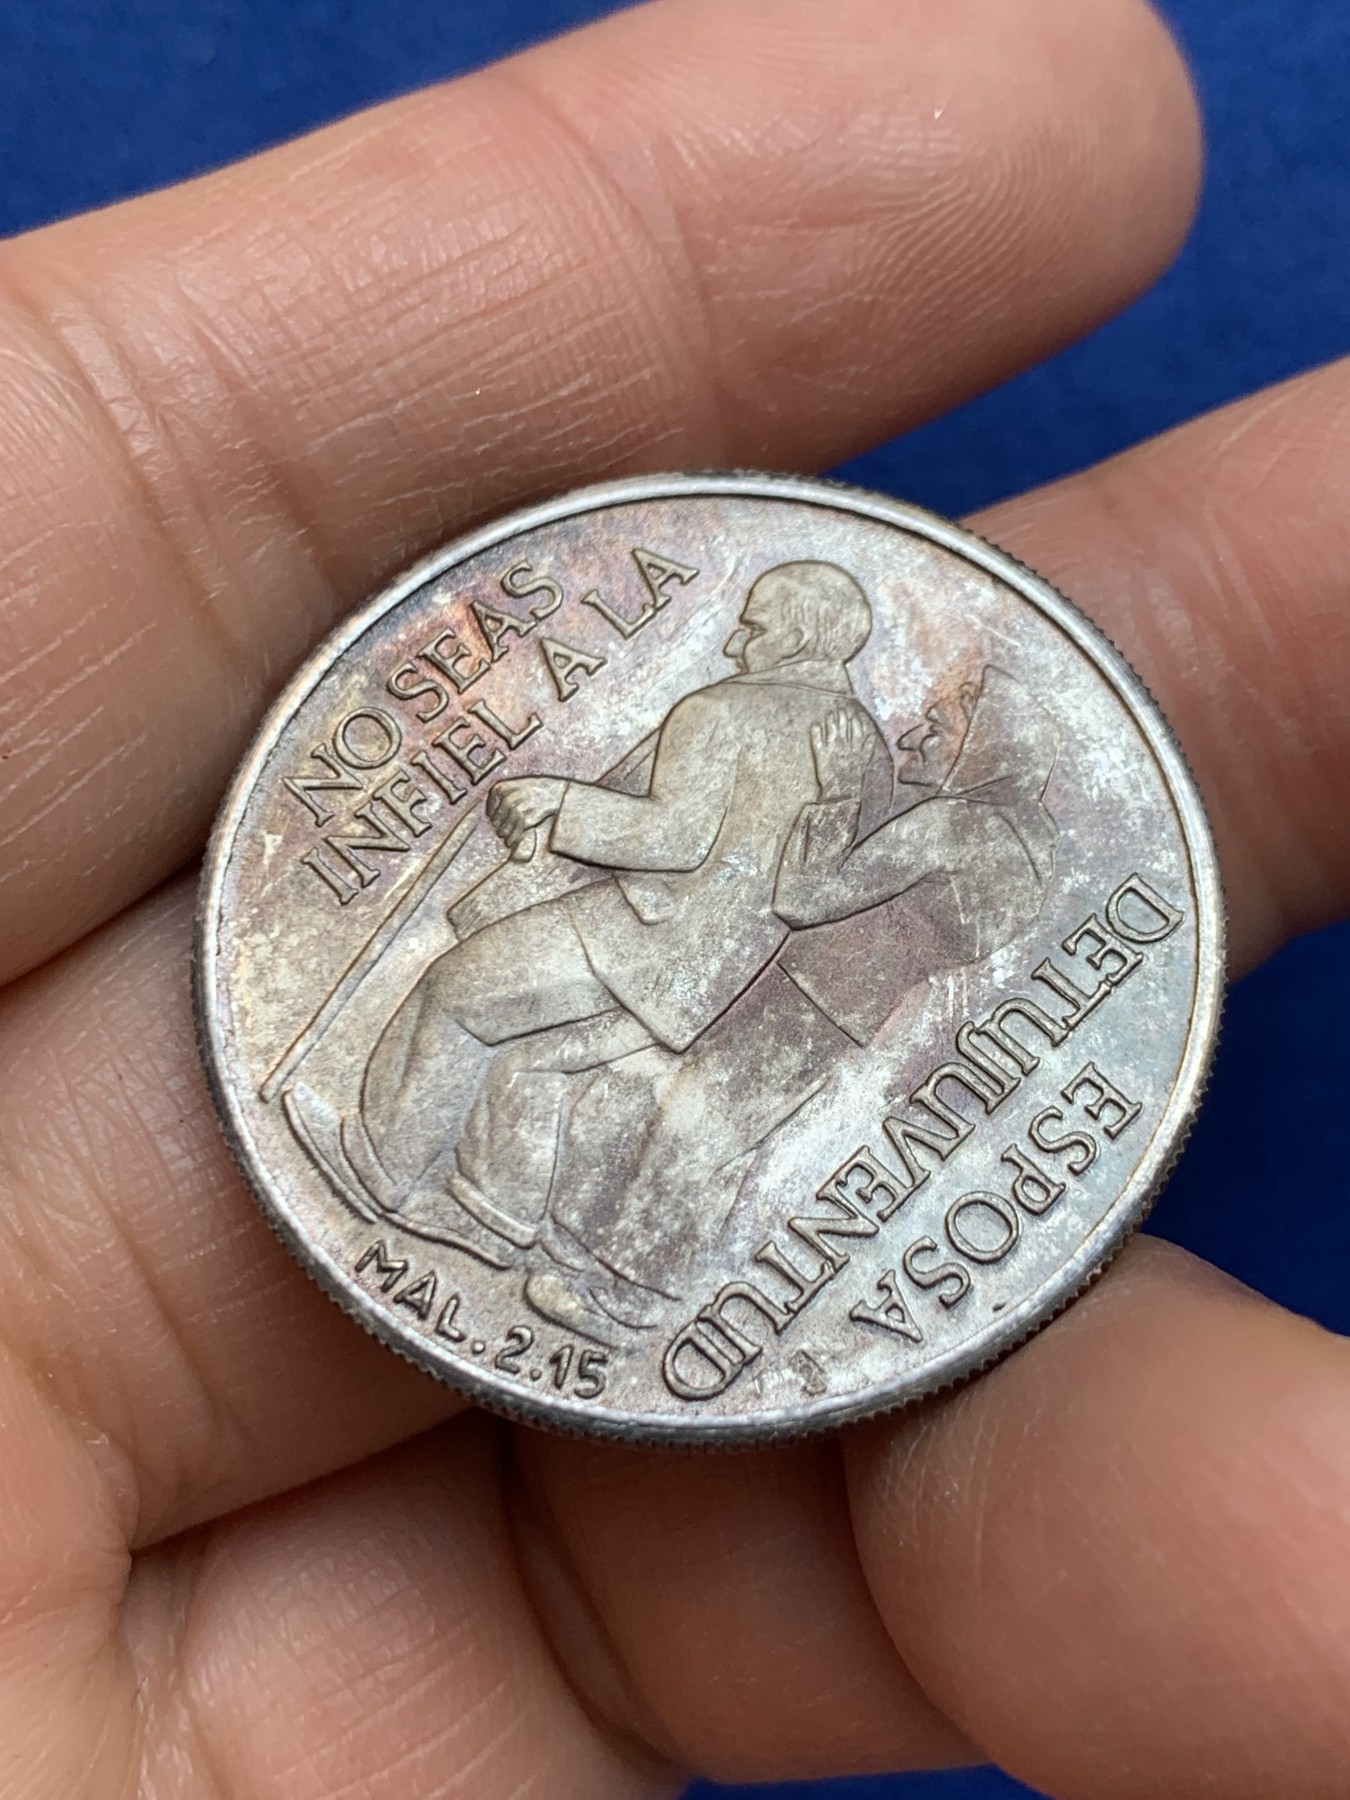 NO SEAS
INFIEL A LA
ESPOSA
DE TU JUVENTUD
MAL. 2.15